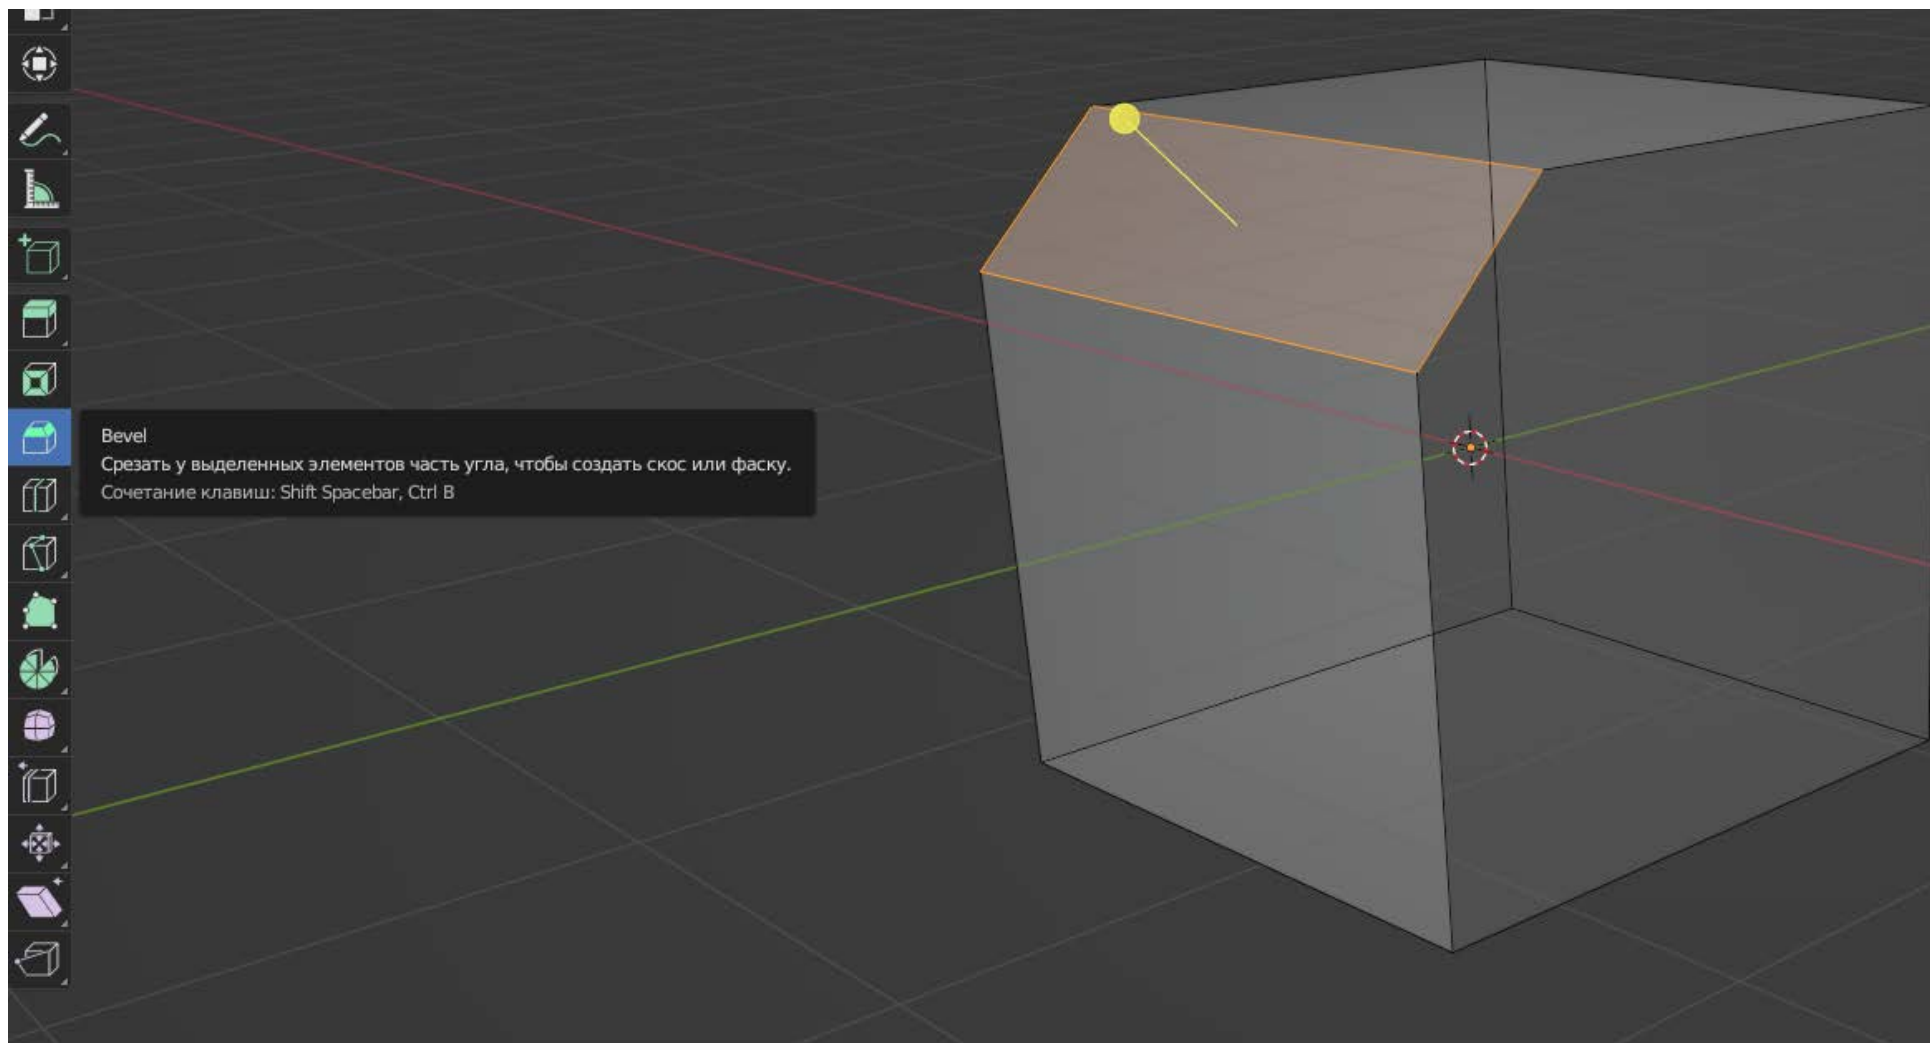 Bevel
Срезать у выделенных элементов часть угла, чтобы создать скос или фаску.
Сочетание клавиш: Shift Spacebar, Ctrl B